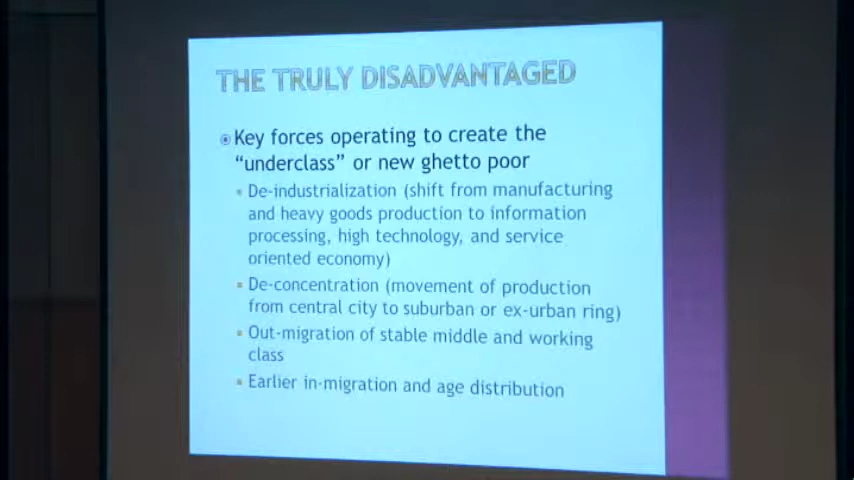 THE TRULY DISADVANTAGED
Key forces operating to create the
“underclass” or new ghetto poor
De-industrialization (shift from manufacturing
and heavy goods production to information
processing, high technology, and service
oriented economy)
De-concentration (movement of production
from central city to suburban or ex-urban ring)
Out-migration of stable middle and working
class
Earlier in-migration and age distribution